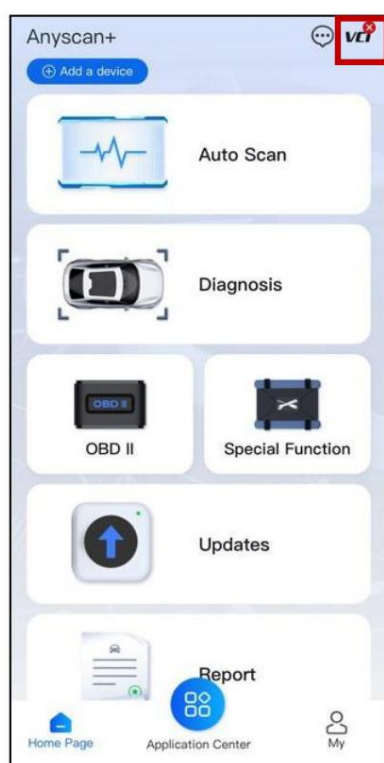 Anyscan+
VCI
Add a device
Auto Scan
Diagnosis
OBD II
OBD II
Special Function
Updates
Report
Home Page
Application Center
My